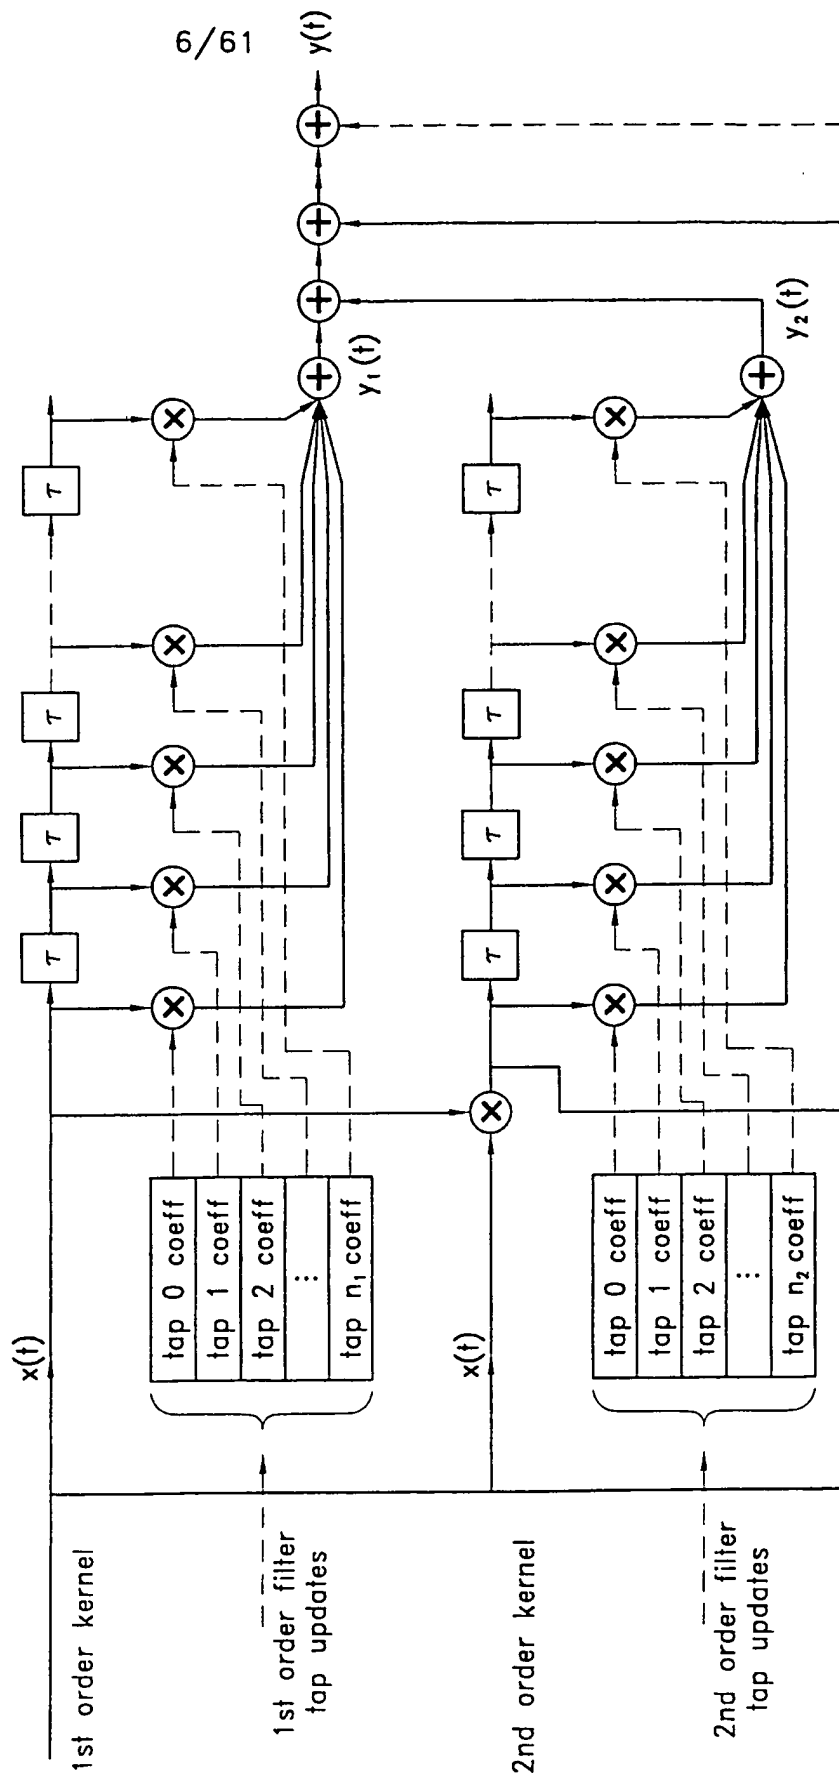 6/61
1st order kernel
x(t)
τ
τ
τ
τ
1st order filter
tap updates
tap 0 coeff
tap 1 coeff
tap 2 coeff
...
tap n₁ coeff
y₁(t)
y(t)
2nd order kernel
x(t)
τ
τ
τ
τ
2nd order filter
tap updates
tap 0 coeff
tap 1 coeff
tap 2 coeff
...
tap n₂ coeff
y₂(t)